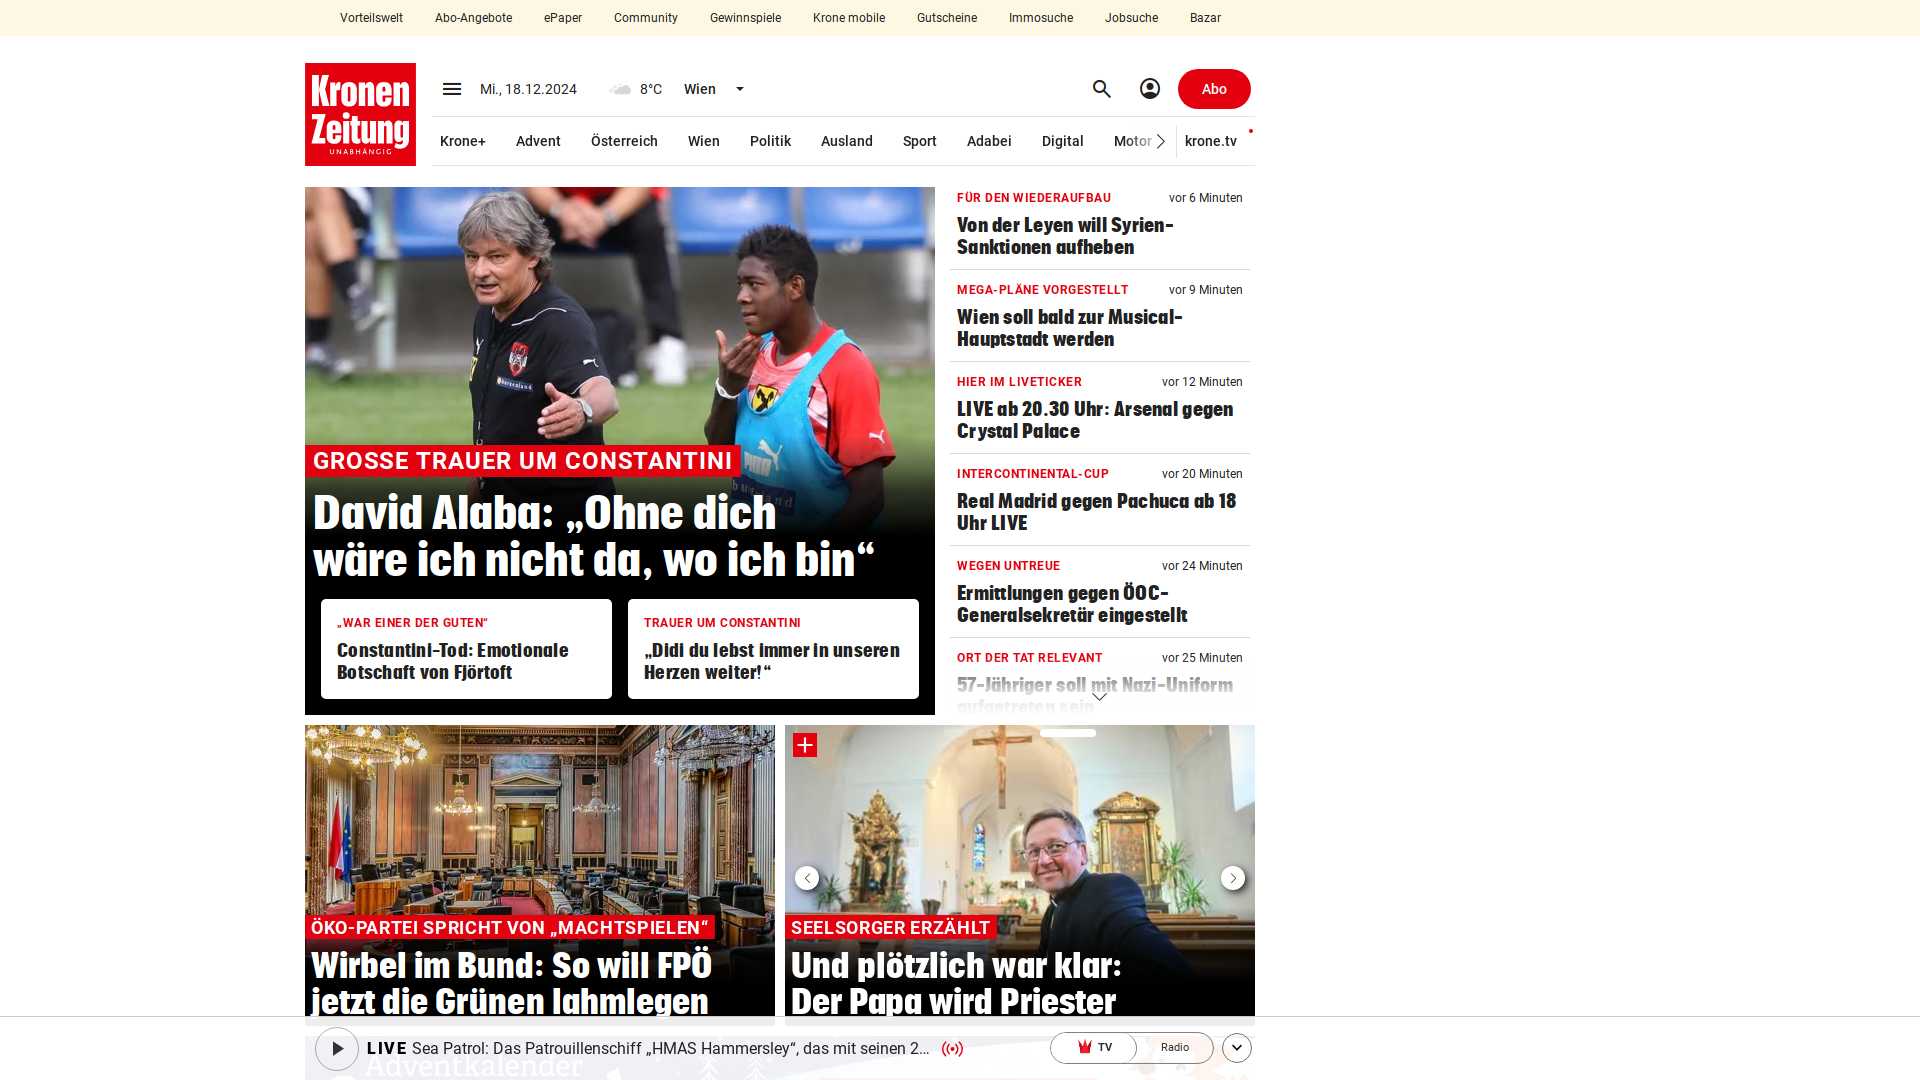 Vorteilswelt Abo-Angebote ePaper Community Gewinnspiele Krone mobile Gutscheine Immosuche Jobsuche Bazar
Kronen
Zeitung
UNABHÄNGIG
Mi., 18.12.2024 8°C Wien
Abo
Krone+ Advent Österreich Wien Politik Ausland Sport Adabei Digital Motor krone.tv
GROSSE TRAUER UM CONSTANTINI
David Alaba: „Ohne dich
wäre ich nicht da, wo ich bin“
„WAR EINER DER GUTEN“
Constantini-Tod: Emotionale
Botschaft von Fjörtoft
TRAUER UM CONSTANTINI
„Didi du lebst immer in unseren
Herzen weiter!“
FÜR DEN WIEDERAUFBAU vor 6 Minuten
Von der Leyen will Syrien-
Sanktionen aufheben
MEGA-PLÄNE VORGESTELLT vor 9 Minuten
Wien soll bald zur Musical-
Hauptstadt werden
HIER IM LIVETICKER vor 12 Minuten
LIVE ab 20.30 Uhr: Arsenal gegen
Crystal Palace
INTERCONTINENTAL-CUP vor 20 Minuten
Real Madrid gegen Pachuca ab 18
Uhr LIVE
WEGEN UNTREUE vor 24 Minuten
Ermittlungen gegen ÖOC-
Generalsekretär eingestellt
ORT DER TAT RELEVANT vor 25 Minuten
57-Jähriger soll mit Nazi-Uniform
aufgetreten sein
ÖKO-PARTEI SPRICHT VON „MACHTSPIELEN“
Wirbel im Bund: So will FPÖ
jetzt die Grünen lahmlegen
SEELSORGER ERZÄHLT
Und plötzlich war klar:
Der Papa wird Priester
LIVE Sea Patrol: Das Patrouillenschiff „HMAS Hammersley“, das mit seinen 2...
TV Radio
Adventkalender